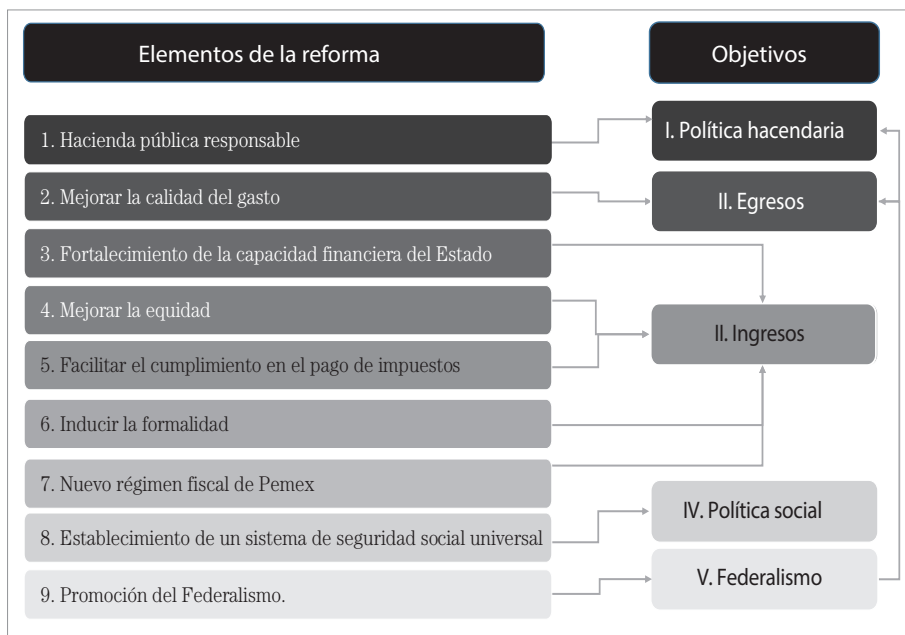 Elementos de la reforma
Objetivos
1. Hacienda pública responsable
2. Mejorar la calidad del gasto
3. Fortalecimiento de la capacidad financiera del Estado
4. Mejorar la equidad
5. Facilitar el cumplimiento en el pago de impuestos
6. Inducir la formalidad
7. Nuevo régimen fiscal de Pemex
8. Establecimiento de un sistema de seguridad social universal
9. Promoción del Federalismo.
I. Política hacendaria
II. Egresos
II. Ingresos
IV. Política social
V. Federalismo